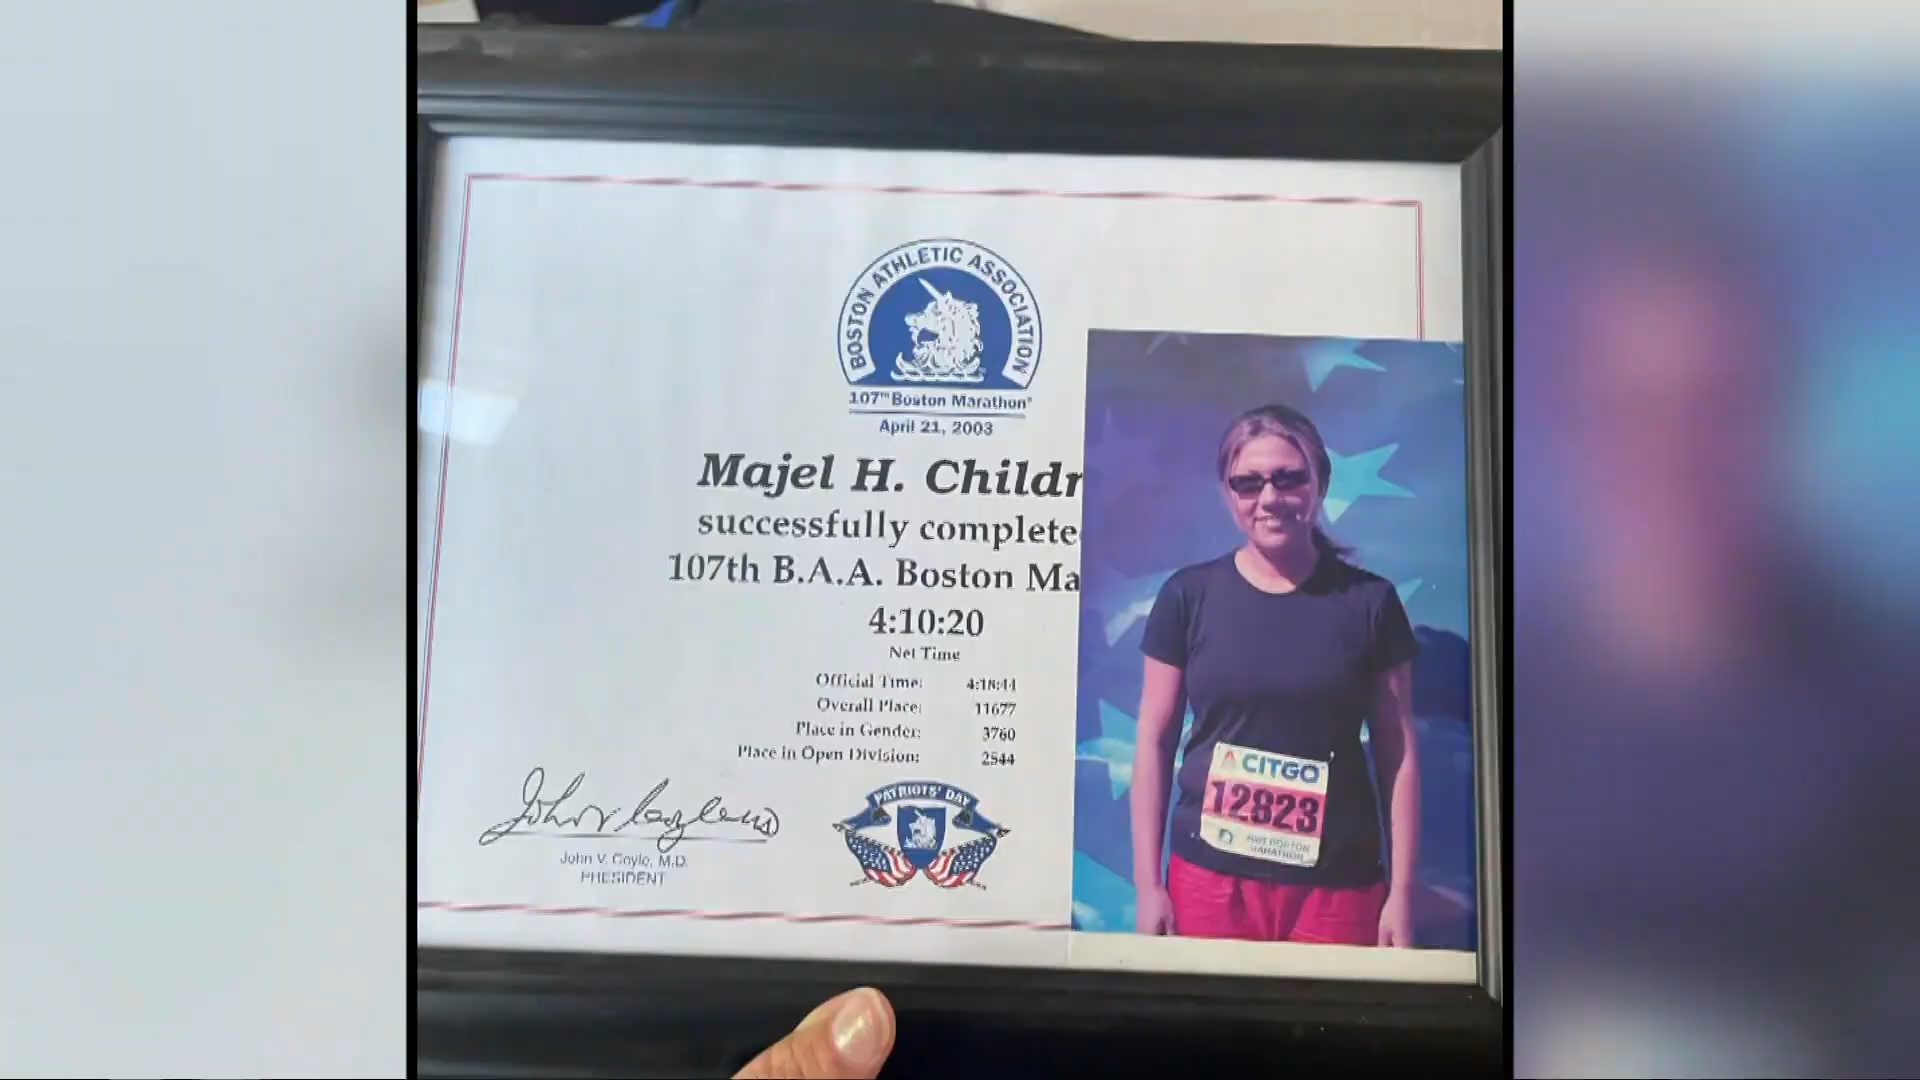 BOSTON ATHLETIC ASSOCIATION
107TH Boston Marathon®
April 21, 2003
Majel H. Childr
successfully complete
107th B.A.A. Boston Ma
4:10:20
Net Time
Official Time: 4:18:44
Overall Place: 11677
Place in Gender: 3760
Place in Open Division: 2544
PATRIOTS' DAY
John V. Coyle, M.D.
PRESIDENT
CITGO
12823
BOSTON
MARATHON